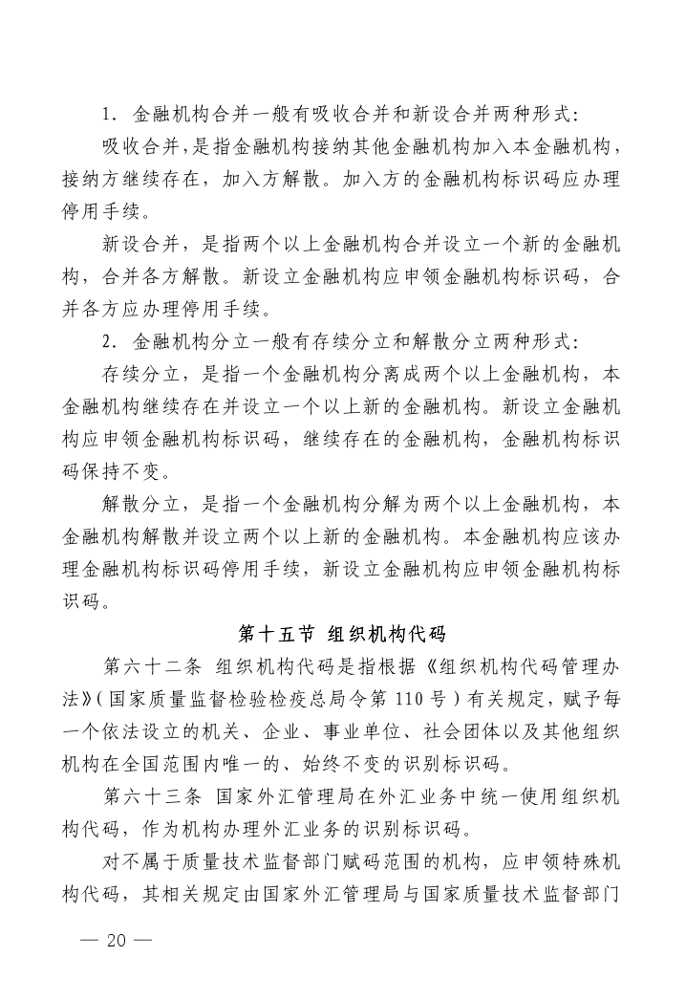 1. 金融机构合并一般有吸收合并和新设合并两种形式：
吸收合并,是指金融机构接纳其他金融机构加入本金融机构，
接纳方继续存在，加入方解散。加入方的金融机构标识码应办理
停用手续。
新设合并，是指两个以上金融机构合并设立一个新的金融机
构，合并各方解散。新设立金融机构应申领金融机构标识码，合
并各方应办理停用手续。
2. 金融机构分立一般有存续分立和解散分立两种形式：
存续分立，是指一个金融机构分离成两个以上金融机构，本
金融机构继续存在并设立一个以上新的金融机构。新设立金融机
构应申领金融机构标识码，继续存在的金融机构，金融机构标识
码保持不变。
解散分立，是指一个金融机构分解为两个以上金融机构，本
金融机构解散并设立两个以上新的金融机构。本金融机构应该办
理金融机构标识码停用手续，新设立金融机构应申领金融机构标
识码。
第十五节 组织机构代码
第六十二条 组织机构代码是指根据《组织机构代码管理办
法》（国家质量监督检验检疫总局令第 110 号）有关规定，赋予每
一个依法设立的机关、企业、事业单位、社会团体以及其他组织
机构在全国范围内唯一的、始终不变的识别标识码。
第六十三条 国家外汇管理局在外汇业务中统一使用组织机
构代码，作为机构办理外汇业务的识别标识码。
对不属于质量技术监督部门赋码范围的机构，应申领特殊机
构代码，其相关规定由国家外汇管理局与国家质量技术监督部门
— 20 —